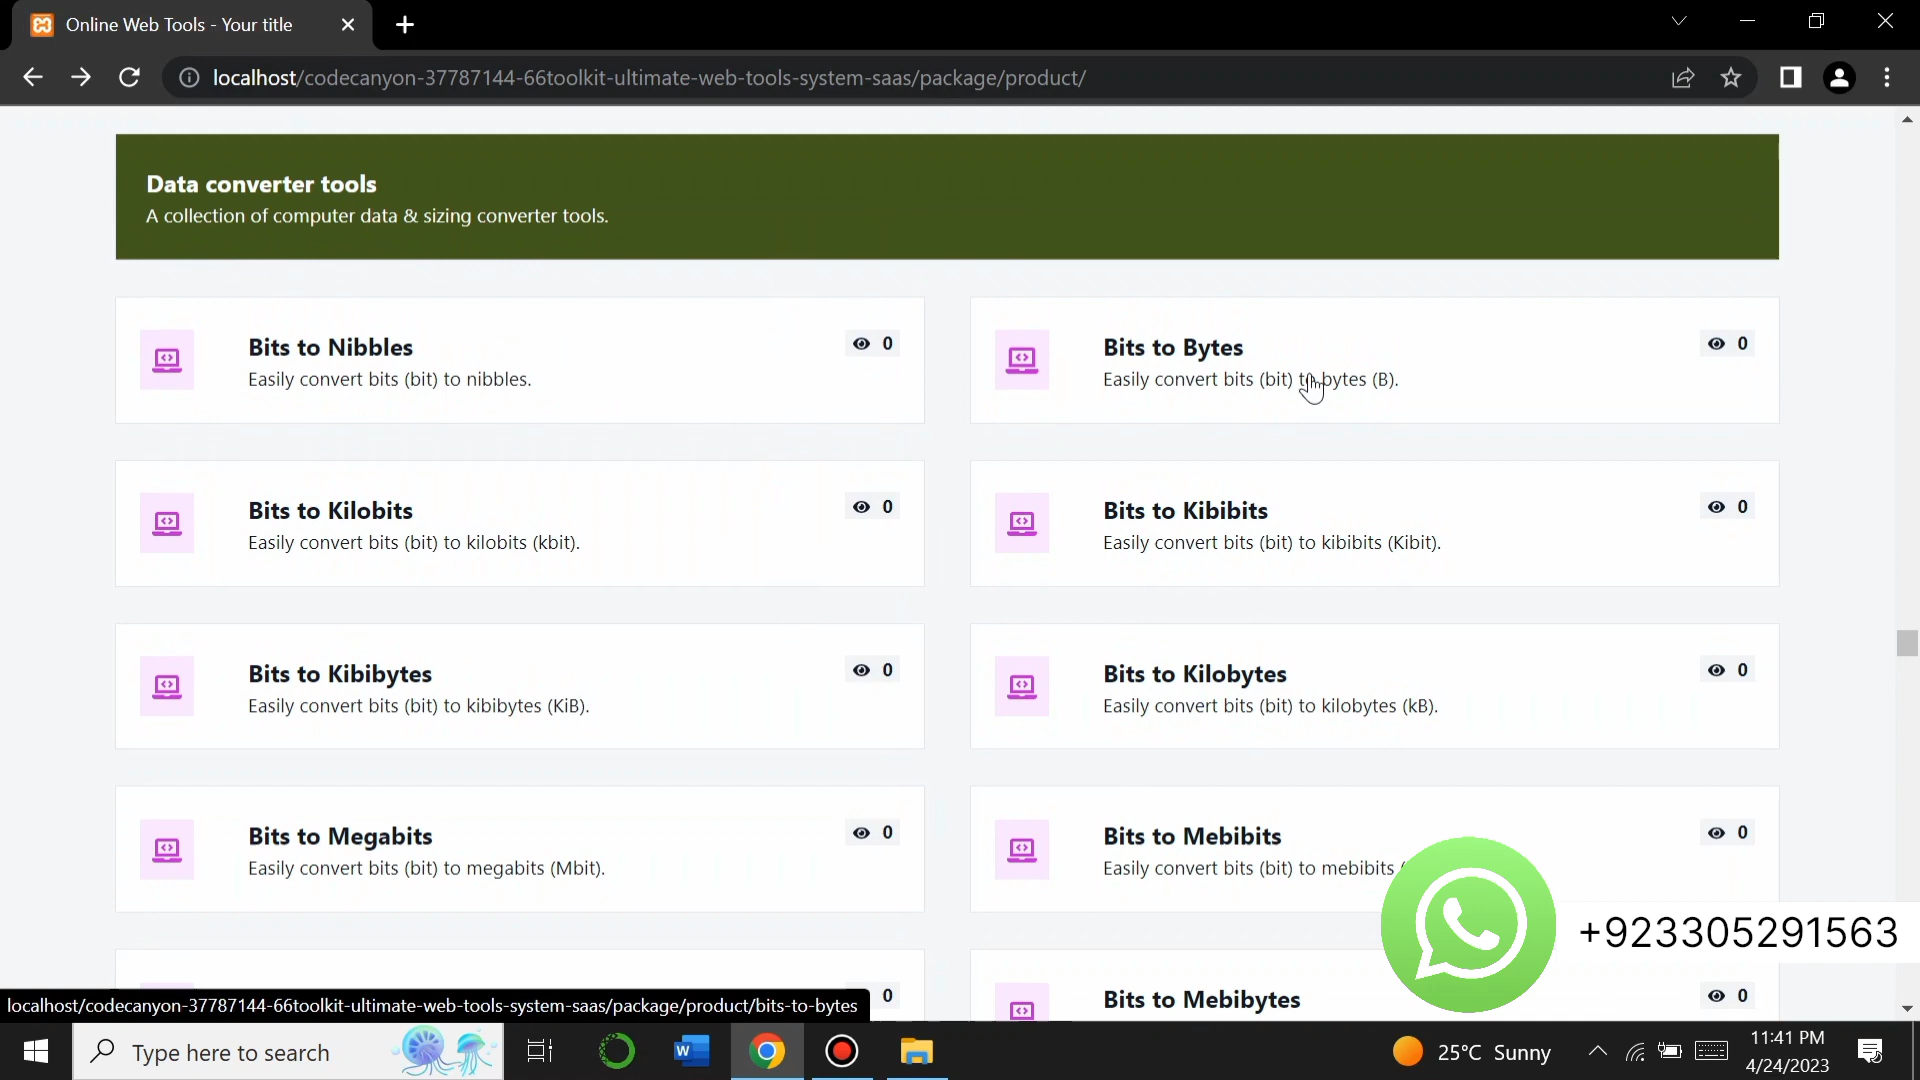 Online Web Tools - Your title
localhost/codecanyon-37787144-66toolkit-ultimate-web-tools-system-saas/package/product/
Data converter tools
A collection of computer data & sizing converter tools.
Bits to Nibbles
0
Easily convert bits (bit) to nibbles.
Bits to Bytes
0
Easily convert bits (bit) to bytes (B).
Bits to Kilobits
0
Easily convert bits (bit) to kilobits (kbit).
Bits to Kibibits
0
Easily convert bits (bit) to kibibits (Kibit).
Bits to Kibibytes
0
Easily convert bits (bit) to kibibytes (KiB).
Bits to Kilobytes
0
Easily convert bits (bit) to kilobytes (kB).
Bits to Megabits
0
Easily convert bits (bit) to megabits (Mbit).
Bits to Mebibits
0
Easily convert bits (bit) to mebibits
+923305291563
0
Bits to Mebibytes
0
localhost/codecanyon-37787144-66toolkit-ultimate-web-tools-system-saas/package/product/bits-to-bytes
Type here to search
25°C Sunny
11:41 PM
4/24/2023